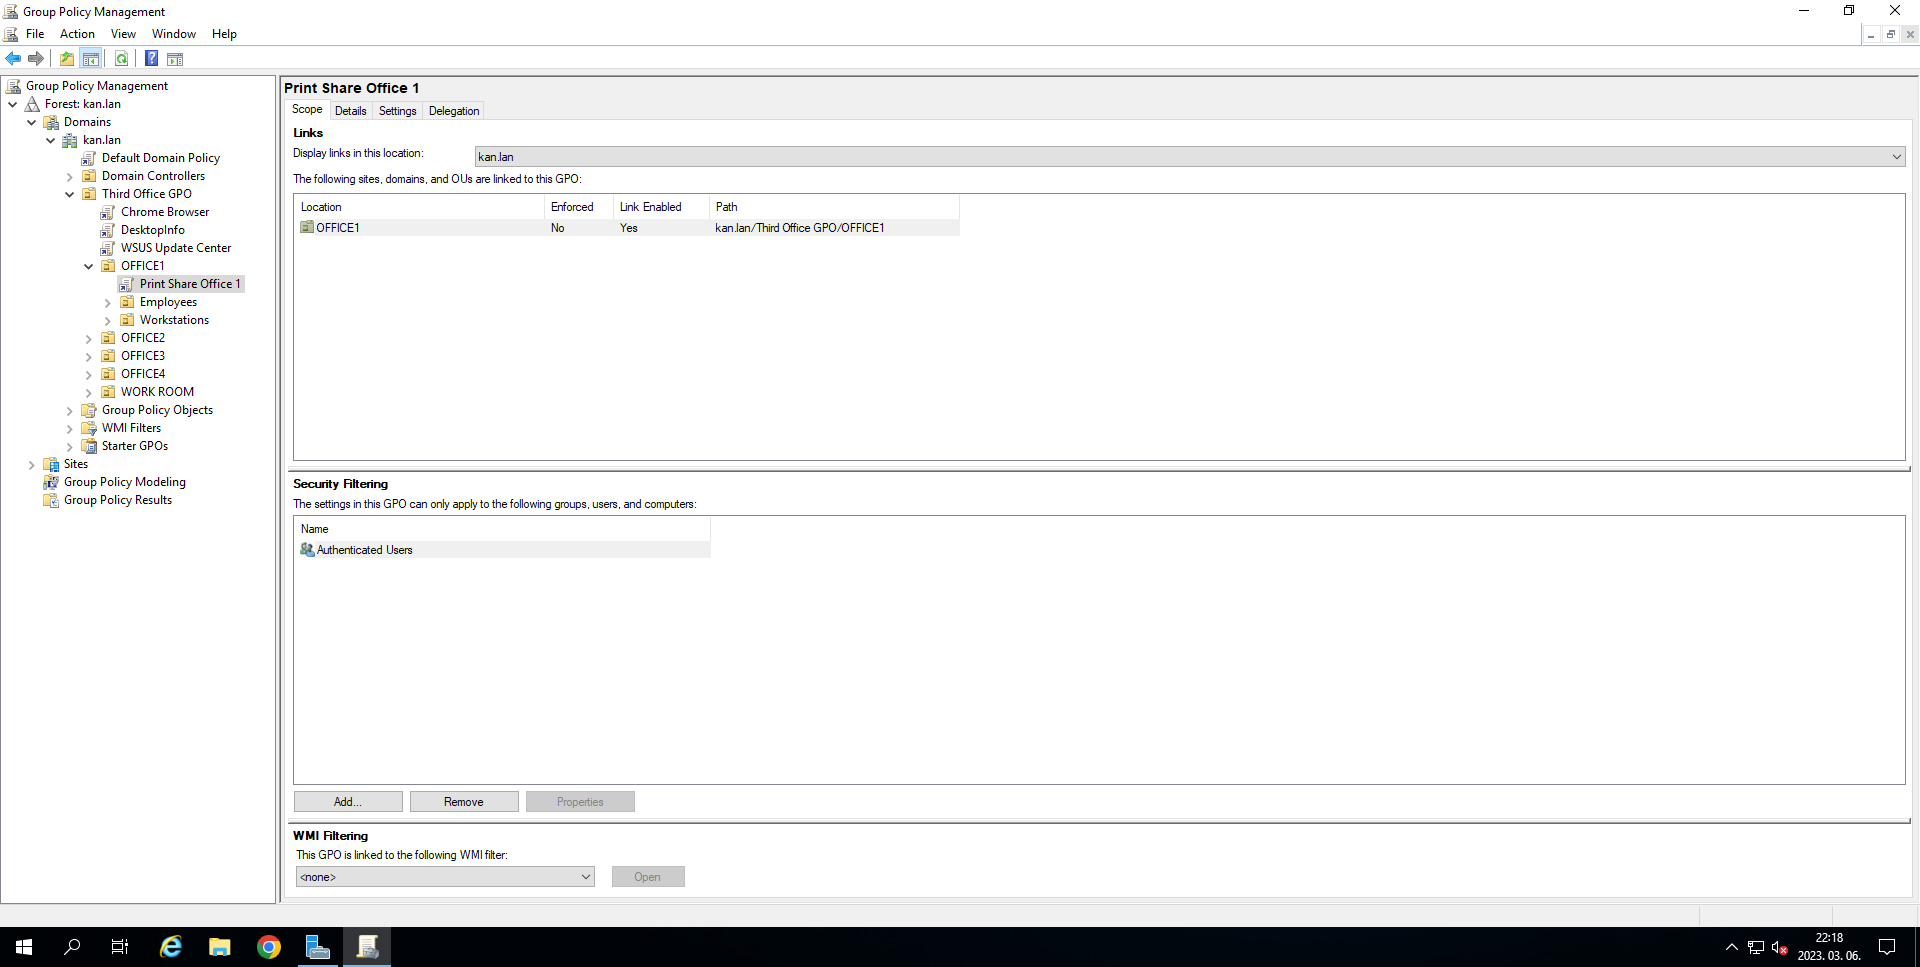 Group Policy Management
File Action View Window Help
Group Policy Management
Forest: kan.lan
Domains
kan.lan
Default Domain Policy
Domain Controllers
Third Office GPO
Chrome Browser
DesktopInfo
WSUS Update Center
OFFICE1
Print Share Office 1
Employees
Workstations
OFFICE2
OFFICE3
OFFICE4
WORK ROOM
Group Policy Objects
WMI Filters
Starter GPOs
Sites
Group Policy Modeling
Group Policy Results
Print Share Office 1
Scope Details Settings Delegation
Links
Display links in this location: kan.lan
The following sites, domains, and OUs are linked to this GPO:
Location Enforced Link Enabled Path
OFFICE1 No Yes kan.lan/Third Office GPO/OFFICE1
Security Filtering
The settings in this GPO can only apply to the following groups, users, and computers:
Name
Authenticated Users
Add... Remove Properties
WMI Filtering
This GPO is linked to the following WMI filter:
<none> Open
22:18
2023. 03. 06.